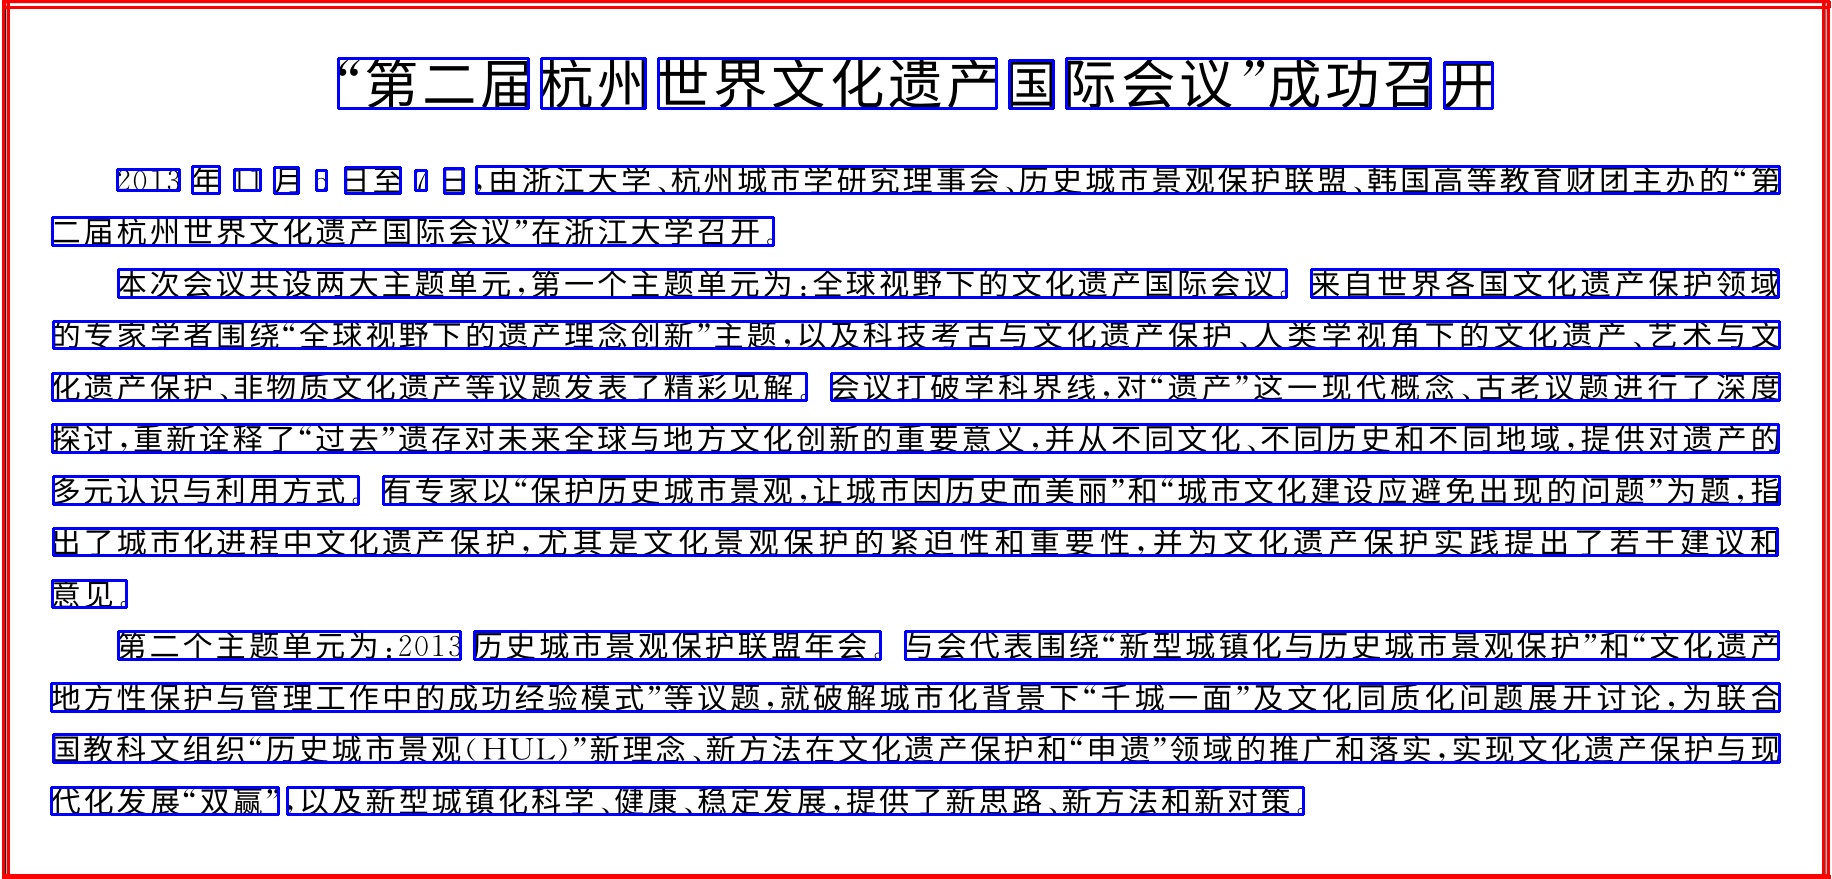 “第二届杭州世界文化遗产国际会议”成功召开
2013年11月 日至7日，由浙江大学、杭州城市学研究理事会、历史城市景观保护联盟、韩国高等教育财团主办的“第
二届杭州世界文化遗产国际会议”在浙江大学召开。
本次会议共设两大主题单元，第一个主题单元为：全球视野下的文化遗产国际会议。来自世界各国文化遗产保护领域
的专家学者围绕“全球视野下的遗产理念创新”主题，以及科技考古与文化遗产保护、人类学视角下的文化遗产、艺术与文
化遗产保护、非物质文化遗产等议题发表了精彩见解。会议打破学科界线，对“遗产”这一现代概念、古老议题进行了深度
探讨，重新诠释了“过去”遗存对未来全球与地方文化创新的重要意义，并从不同文化、不同历史和不同地域，提供对遗产的
多元认识与利用方式。有专家以“保护历史城市景观，让城市因历史而美丽”和“城市文化建设应避免出现的问题”为题，指
出了城市化进程中文化遗产保护，尤其是文化景观保护的紧迫性和重要性，并为文化遗产保护实践提出了若干建议和
意见。
第二个主题单元为：2013历史城市景观保护联盟年会。与会代表围绕“新型城镇化与历史城市景观保护”和“文化遗产
地方性保护与管理工作中的成功经验模式”等议题，就破解城市化背景下“千城一面”及文化同质化问题展开讨论，为联合
国教科文组织“历史城市景观（HUL）”新理念、新方法在文化遗产保护和“申遗”领域的推广和落实，实现文化遗产保护与现
代化发展“双赢”，以及新型城镇化科学、健康、稳定发展，提供了新思路、新方法和新对策。